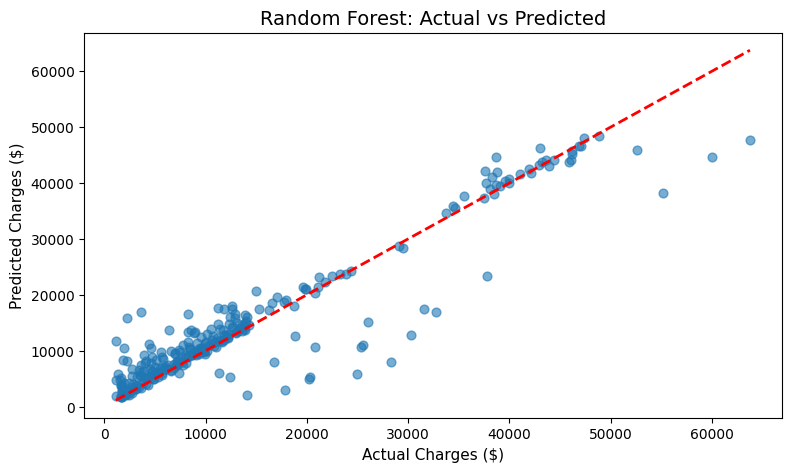 Random Forest: Actual vs Predicted
Predicted Charges ($)
60000
50000
40000
30000
20000
10000
0
0 10000 20000 30000 40000 50000 60000
Actual Charges ($)